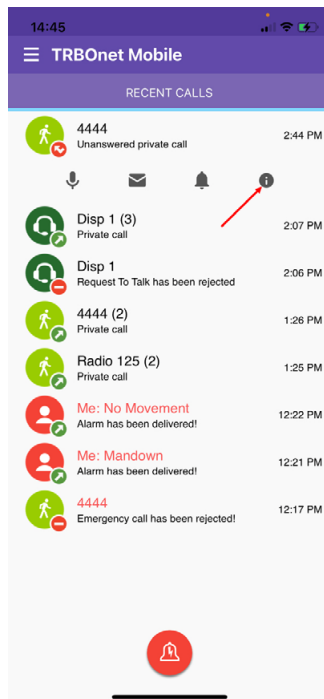 14:45
TRBOnet Mobile
RECENT CALLS
4444
Unanswered private call
2:44 PM
Disp 1 (3)
Private call
2:07 PM
Disp 1
Request To Talk has been rejected
2:06 PM
4444 (2)
Private call
1:26 PM
Radio 125 (2)
Private call
1:25 PM
Me: No Movement
Alarm has been delivered!
12:22 PM
Me: Mandown
Alarm has been delivered!
12:21 PM
4444
Emergency call has been rejected!
12:17 PM